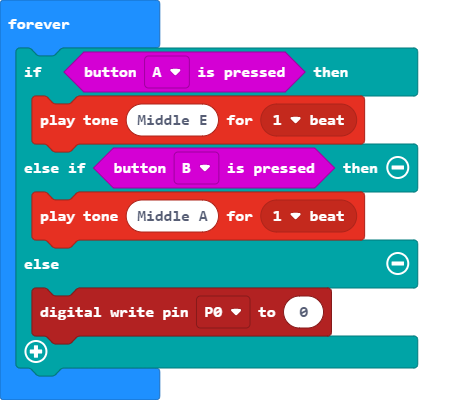 forever
if button A is pressed then
play tone Middle E for 1 beat
else if button B is pressed then
play tone Middle A for 1 beat
else
digital write pin P0 to 0